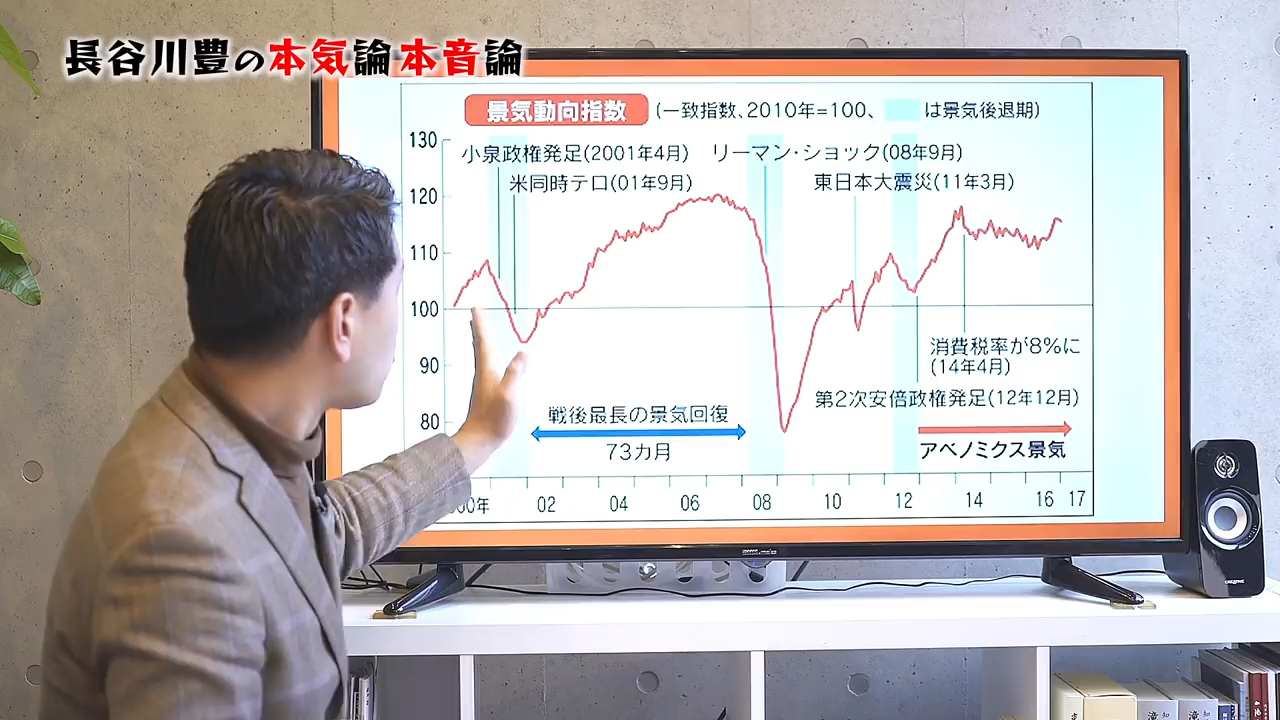 長谷川豊の本気論本音論
景気動向指数 (一致指数、2010年=100、 は景気後退期)
130
小泉政権発足(2001年4月) リーマン・ショック(08年9月)
米同時テロ(01年9月) 東日本大震災(11年3月)
120
110
100
消費税率が8%に
(14年4月)
90
第2次安倍政権発足(12年12月)
戦後最長の景気回復
80
アベノミクス景気
73カ月
00年 02 04 06 08 10 12 14 16 17
CREATIVE